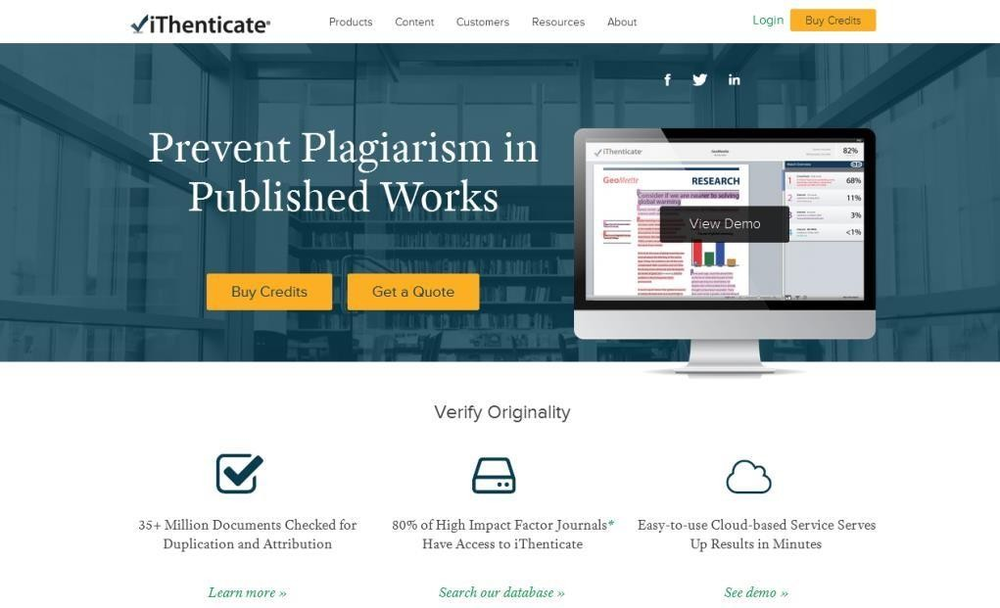 iThenticate®
Products
Content
Customers
Resources
About
Login
Buy Credits
Prevent Plagiarism in
Published Works
Buy Credits
Get a Quote
iThenticate
82%
GeoMette
RESEARCH
Consider if we are nearer to solving
global warming
View Demo
1 68%
2 11%
3%
<1%
Verify Originality
35+ Million Documents Checked for
Duplication and Attribution
Learn more »
80% of High Impact Factor Journals*
Have Access to iThenticate
Search our database »
Easy-to-use Cloud-based Service Serves
Up Results in Minutes
See demo »